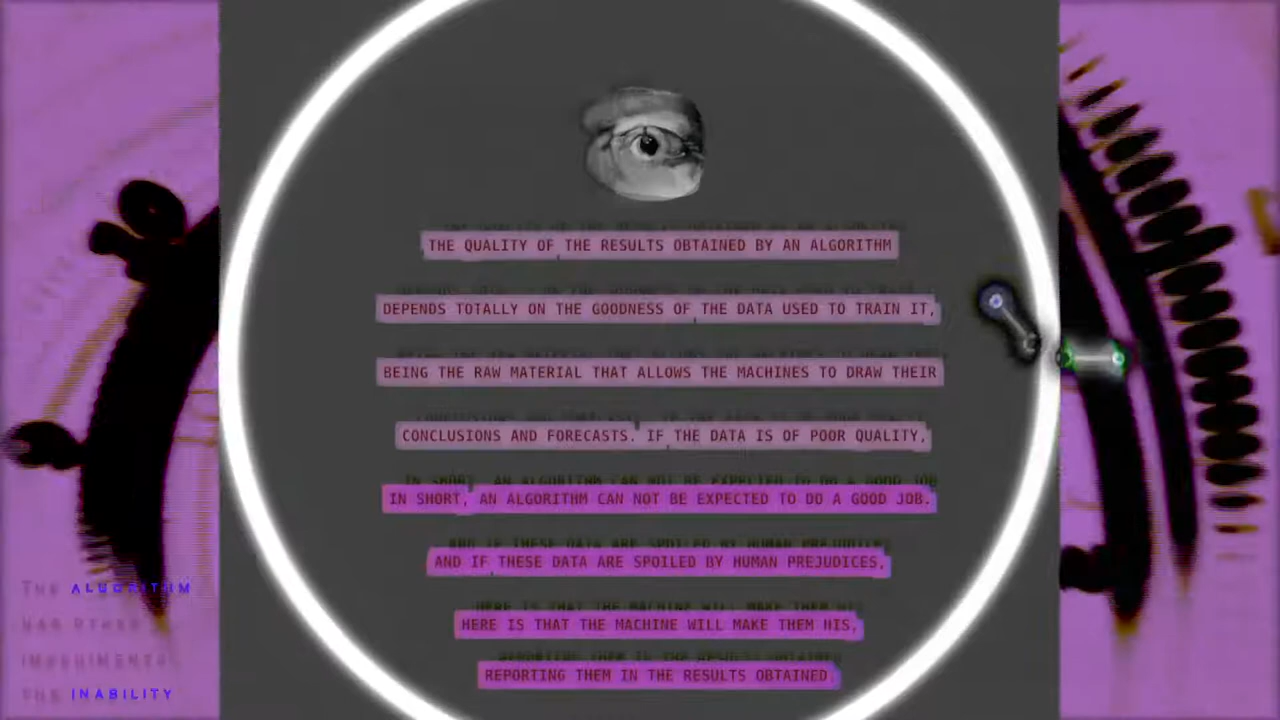 THE QUALITY OF THE RESULTS OBTAINED BY AN ALGORITHM
DEPENDS TOTALLY ON THE GOODNESS OF THE DATA USED TO TRAIN IT,
BEING THE RAW MATERIAL THAT ALLOWS THE MACHINES TO DRAW THEIR
CONCLUSIONS AND FORECASTS. IF THE DATA IS OF POOR QUALITY,
IN SHORT, AN ALGORITHM CAN NOT BE EXPECTED TO DO A GOOD JOB.
AND IF THESE DATA ARE SPOILED BY HUMAN PREJUDICES,
HERE IS THAT THE MACHINE WILL MAKE THEM HIS,
REPORTING THEM IN THE RESULTS OBTAINED.
THE ALGORITHM
THE INABILITY